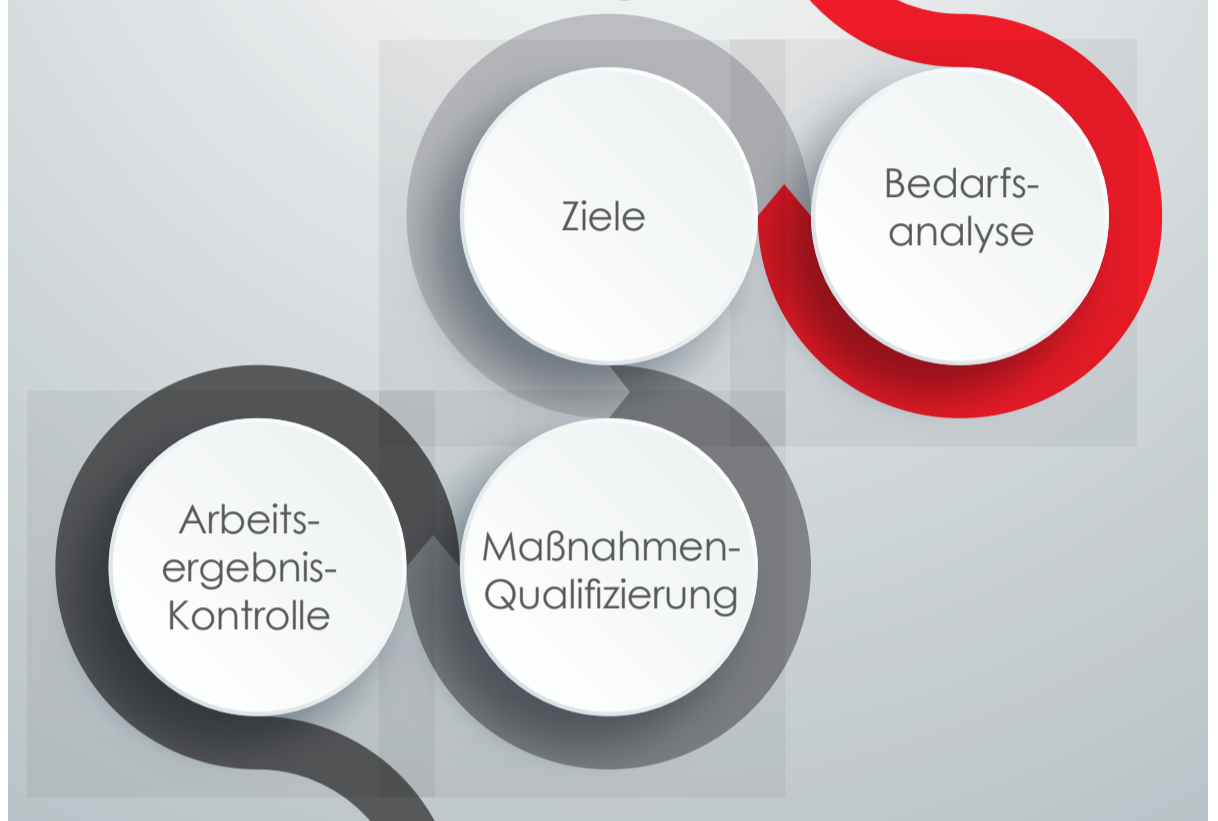 Ziele
Bedarfs-
analyse
Arbeits-
ergebnis-
Kontrolle
Maßnahmen-
Qualifizierung